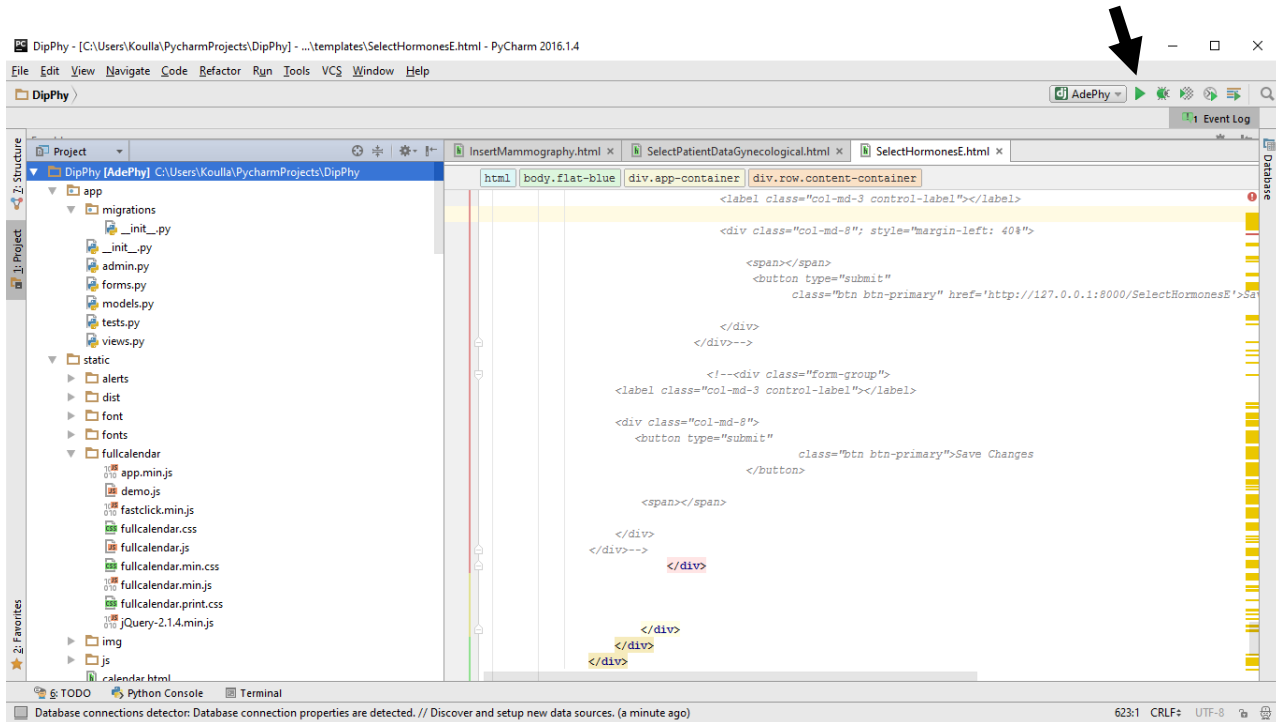 DipPhy - [C:\Users\Koulla\PycharmProjects\DipPhy] - ...\templates\SelectHormonesE.html - PyCharm 2016.1.4
File Edit View Navigate Code Refactor Run Tools VCS Window Help
DipPhy
AdePhy
1 Event Log
Project
InsertMammography.html
SelectPatientDataGynecological.html
SelectHormonesE.html
Z: Structure
1: Project
2: Favorites
Database
DipPhy [AdePhy] C:\Users\Koulla\PycharmProjects\DipPhy
app
migrations
__init__.py
__init__.py
admin.py
forms.py
models.py
tests.py
views.py
static
alerts
dist
font
fonts
fullcalendar
app.min.js
demo.js
fastclick.min.js
fullcalendar.css
fullcalendar.js
fullcalendar.min.css
fullcalendar.min.js
fullcalendar.print.css
jQuery-2.1.4.min.js
img
js
calendar.html
html body.flat-blue div.app-container div.row.content-container
<label class="col-md-3 control-label"></label>
<div class="col-md-8"; style="margin-left: 40%">
<span></span>
<button type="submit"
class="btn btn-primary" href='http://127.0.0.1:8000/SelectHormonesE'>Sa
</div>
</div>-->
<!--<div class="form-group">
<label class="col-md-3 control-label"></label>
<div class="col-md-8">
<button type="submit"
class="btn btn-primary">Save Changes
</button>
<span></span>
</div>
</div>-->
</div>
</div>
</div>
</div>
6: TODO Python Console Terminal
Database connections detector: Database connection properties are detected. // Discover and setup new data sources. (a minute ago)
623:1 CRLF UTF-8